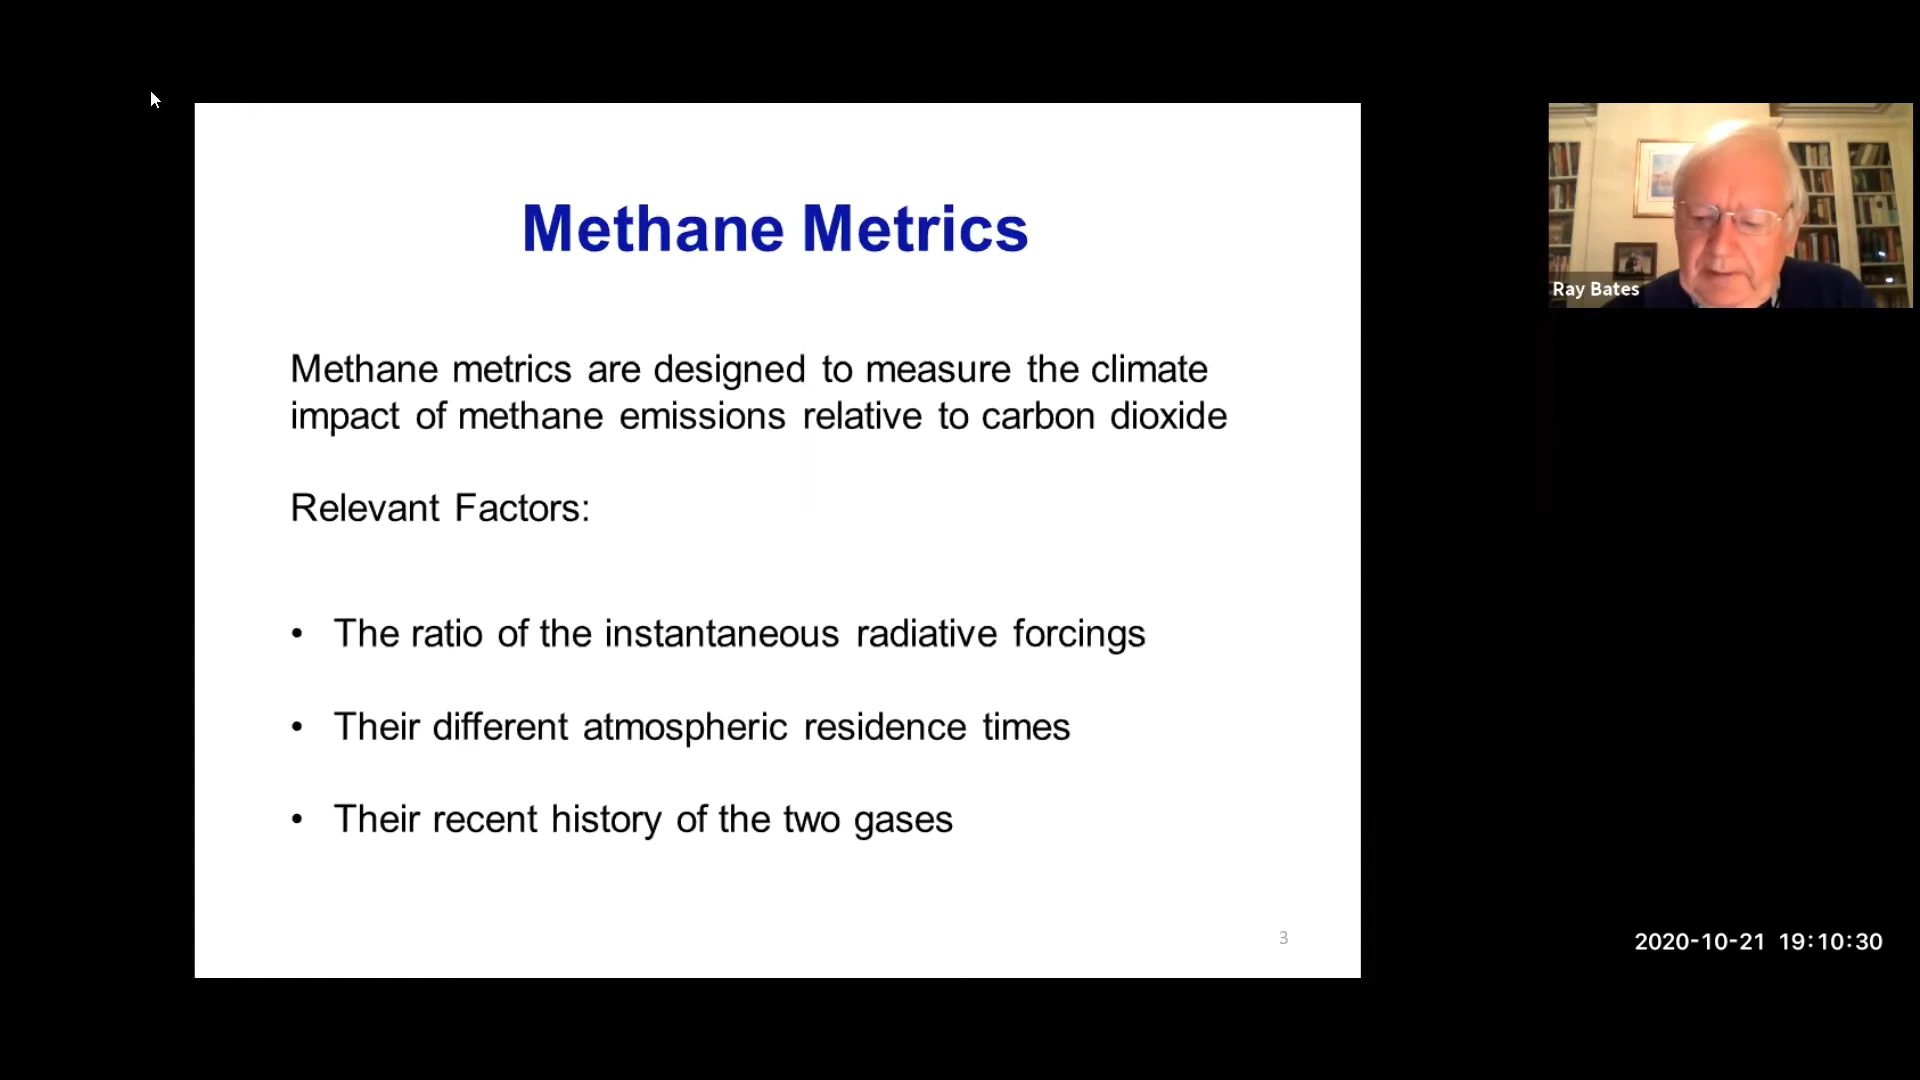 Methane Metrics
Methane metrics are designed to measure the climate
impact of methane emissions relative to carbon dioxide
Relevant Factors:
• The ratio of the instantaneous radiative forcings
• Their different atmospheric residence times
• Their recent history of the two gases
3
Ray Bates
2020-10-21 19:10:30